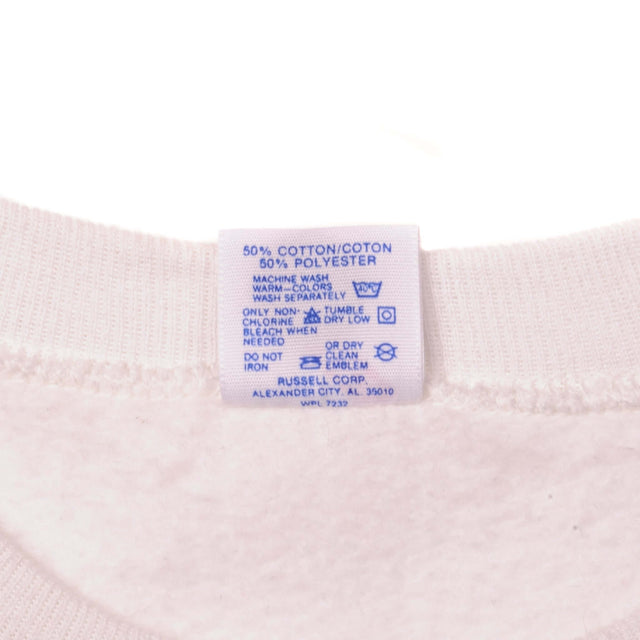 50% COTTON/COTON
50% POLYESTER
MACHINE WASH
WARM-COLORS
WASH SEPARATELY
40°
ONLY NON-
CHLORINE
BLEACH WHEN
NEEDED
TUMBLE
DRY LOW
DO NOT
IRON
OR DRY
CLEAN
EMBLEM
RUSSELL CORP.
ALEXANDER CITY, AL. 35010
WPL 7232